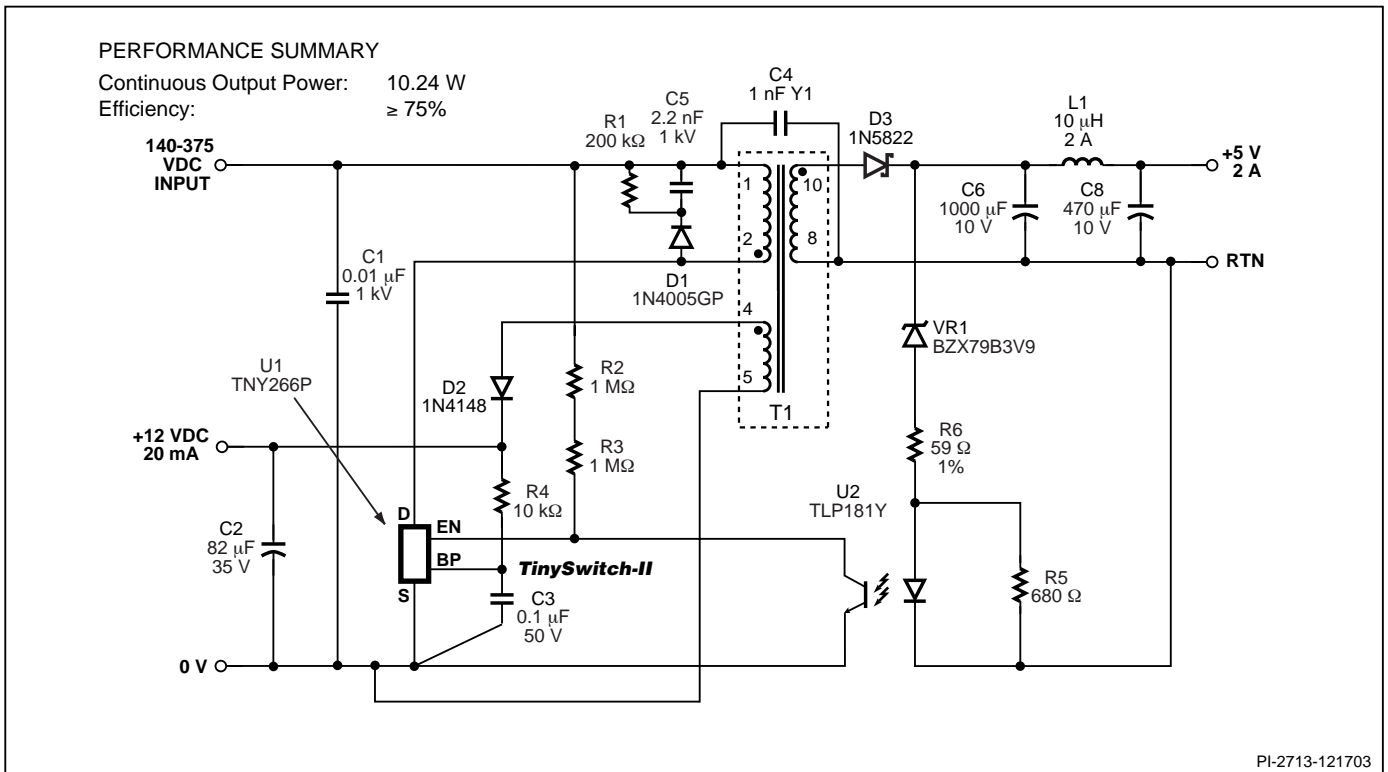 PERFORMANCE SUMMARY
Continuous Output Power: 10.24 W
Efficiency: ≥ 75%
C4
1 nF Y1
C5
2.2 nF
1 kV
R1
200 kΩ
D3
1N5822
L1
10 µH
2 A
140-375
VDC
INPUT
+5 V
2 A
1
10
C6
1000 µF
10 V
C8
470 µF
10 V
2
8
C1
0.01 µF
1 kV
D1
1N4005GP
RTN
4
VR1
BZX79B3V9
U1
TNY266P
D2
1N4148
R2
1 MΩ
5
T1
+12 VDC
20 mA
R3
1 MΩ
R6
59 Ω
1%
R4
10 kΩ
U2
TLP181Y
D
EN
C2
82 µF
35 V
BP
TinySwitch-II
S
R5
680 Ω
C3
0.1 µF
50 V
0 V
PI-2713-121703